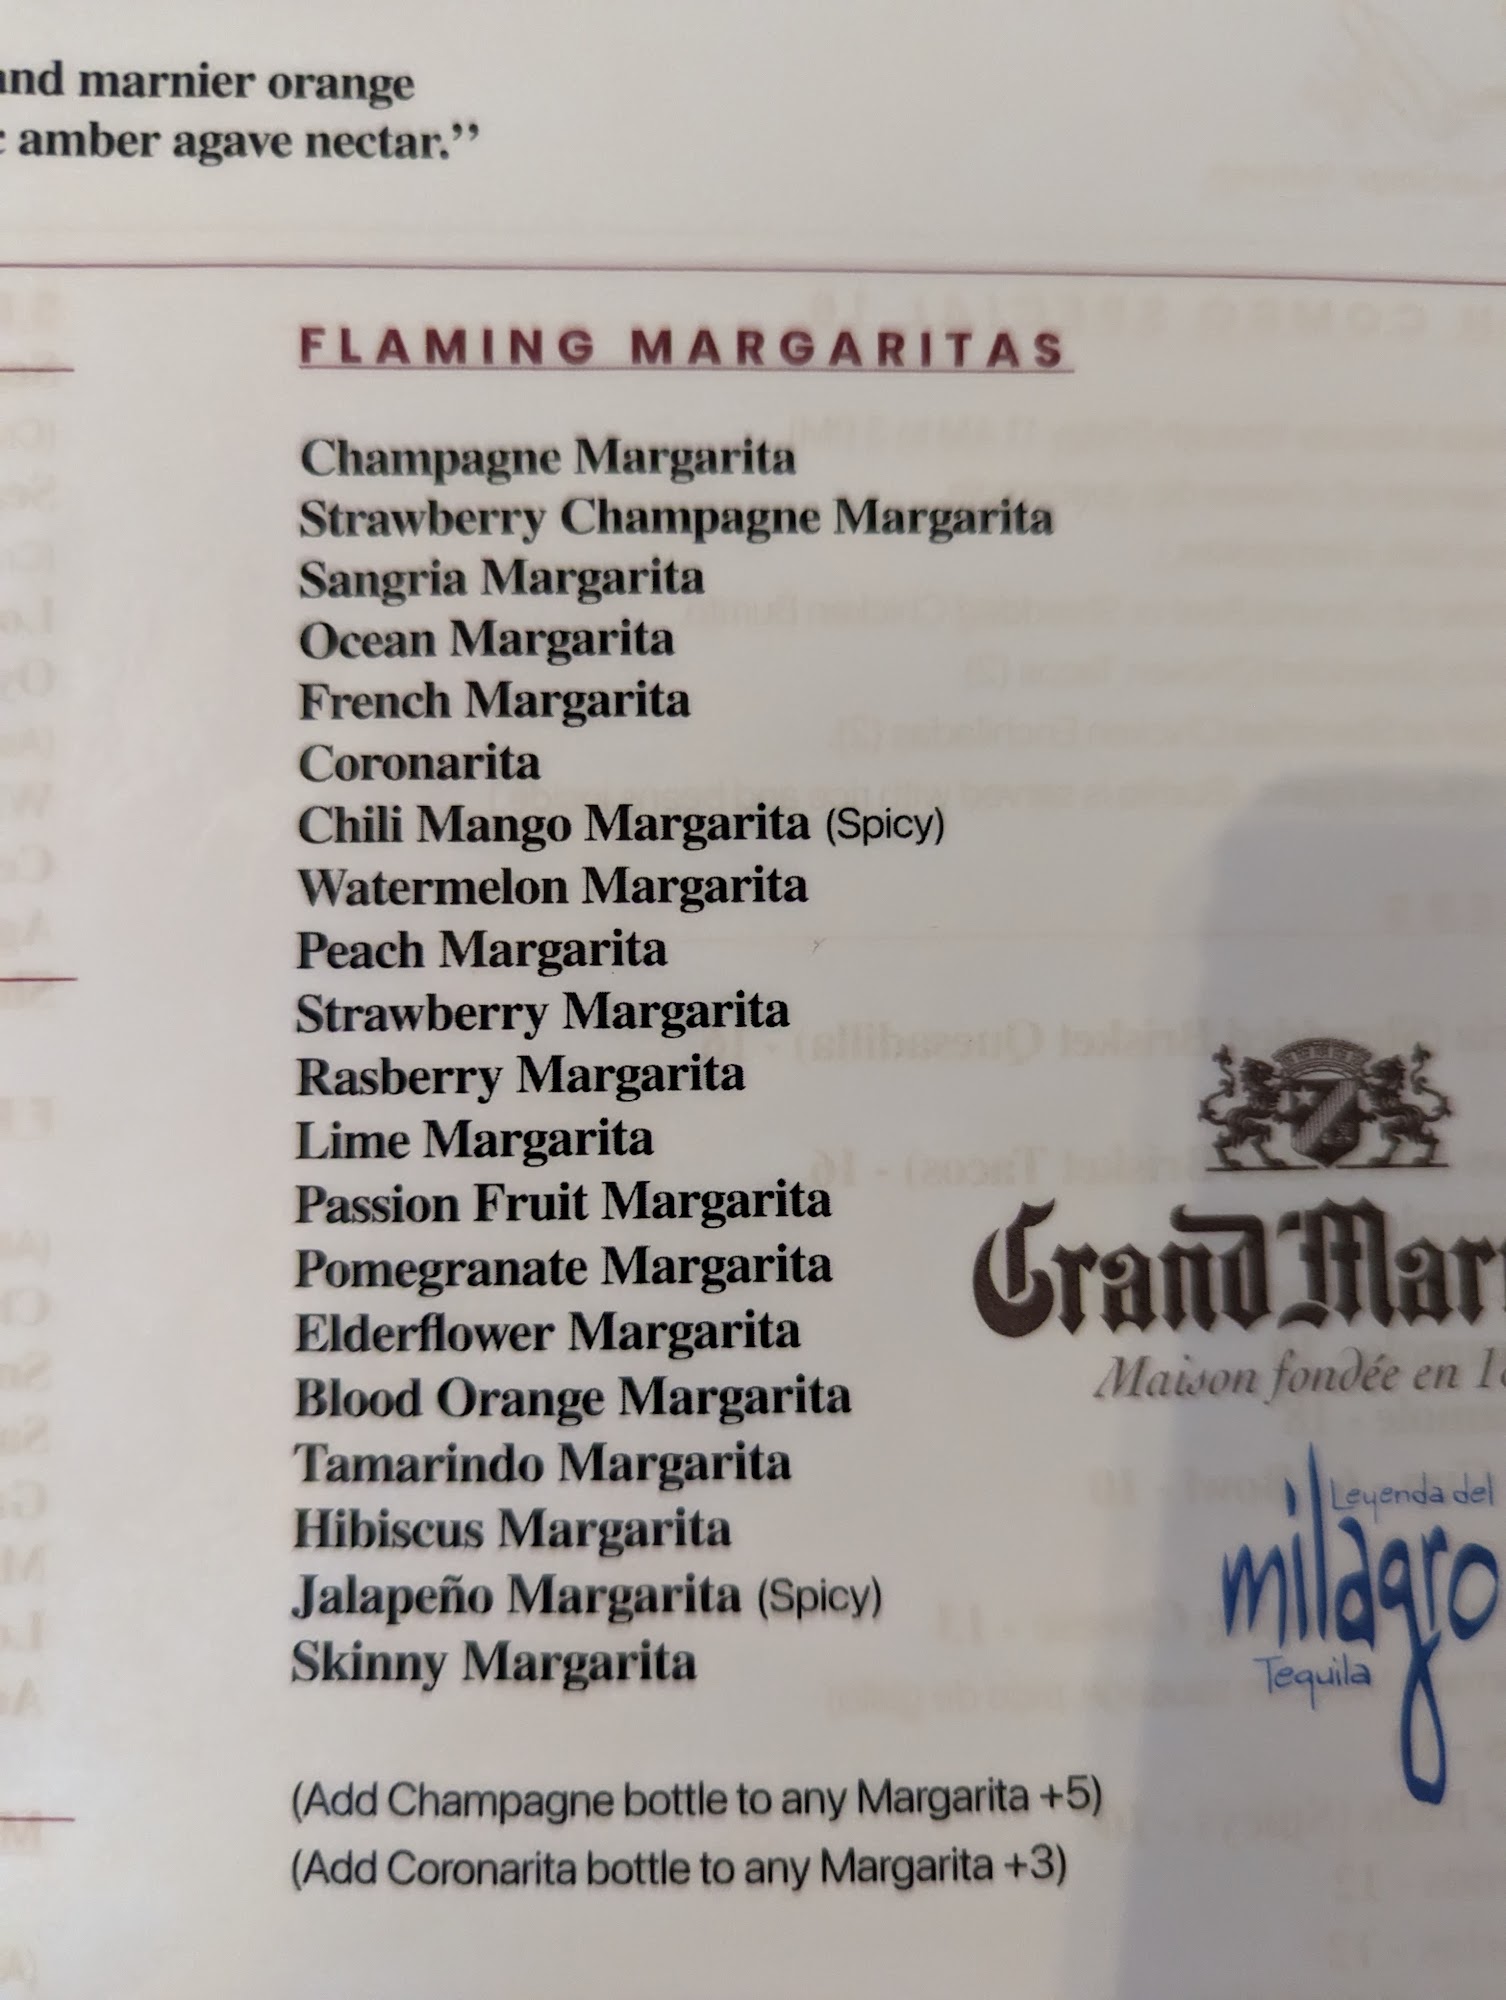 and marnier orange
amber agave nectar.”
FLAMING MARGARITAS
Champagne Margarita
Strawberry Champagne Margarita
Sangria Margarita
Ocean Margarita
French Margarita
Coronarita
Chili Mango Margarita (Spicy)
Watermelon Margarita
Peach Margarita
Strawberry Margarita
Rasberry Margarita
Lime Margarita
Passion Fruit Margarita
Pomegranate Margarita
Elderflower Margarita
Blood Orange Margarita
Tamarindo Margarita
Hibiscus Margarita
Jalapeño Margarita (Spicy)
Skinny Margarita
(Add Champagne bottle to any Margarita +5)
(Add Coronarita bottle to any Margarita +3)
Grand Mar
Maison fondée en
Leyenda del
milagro
Tequila